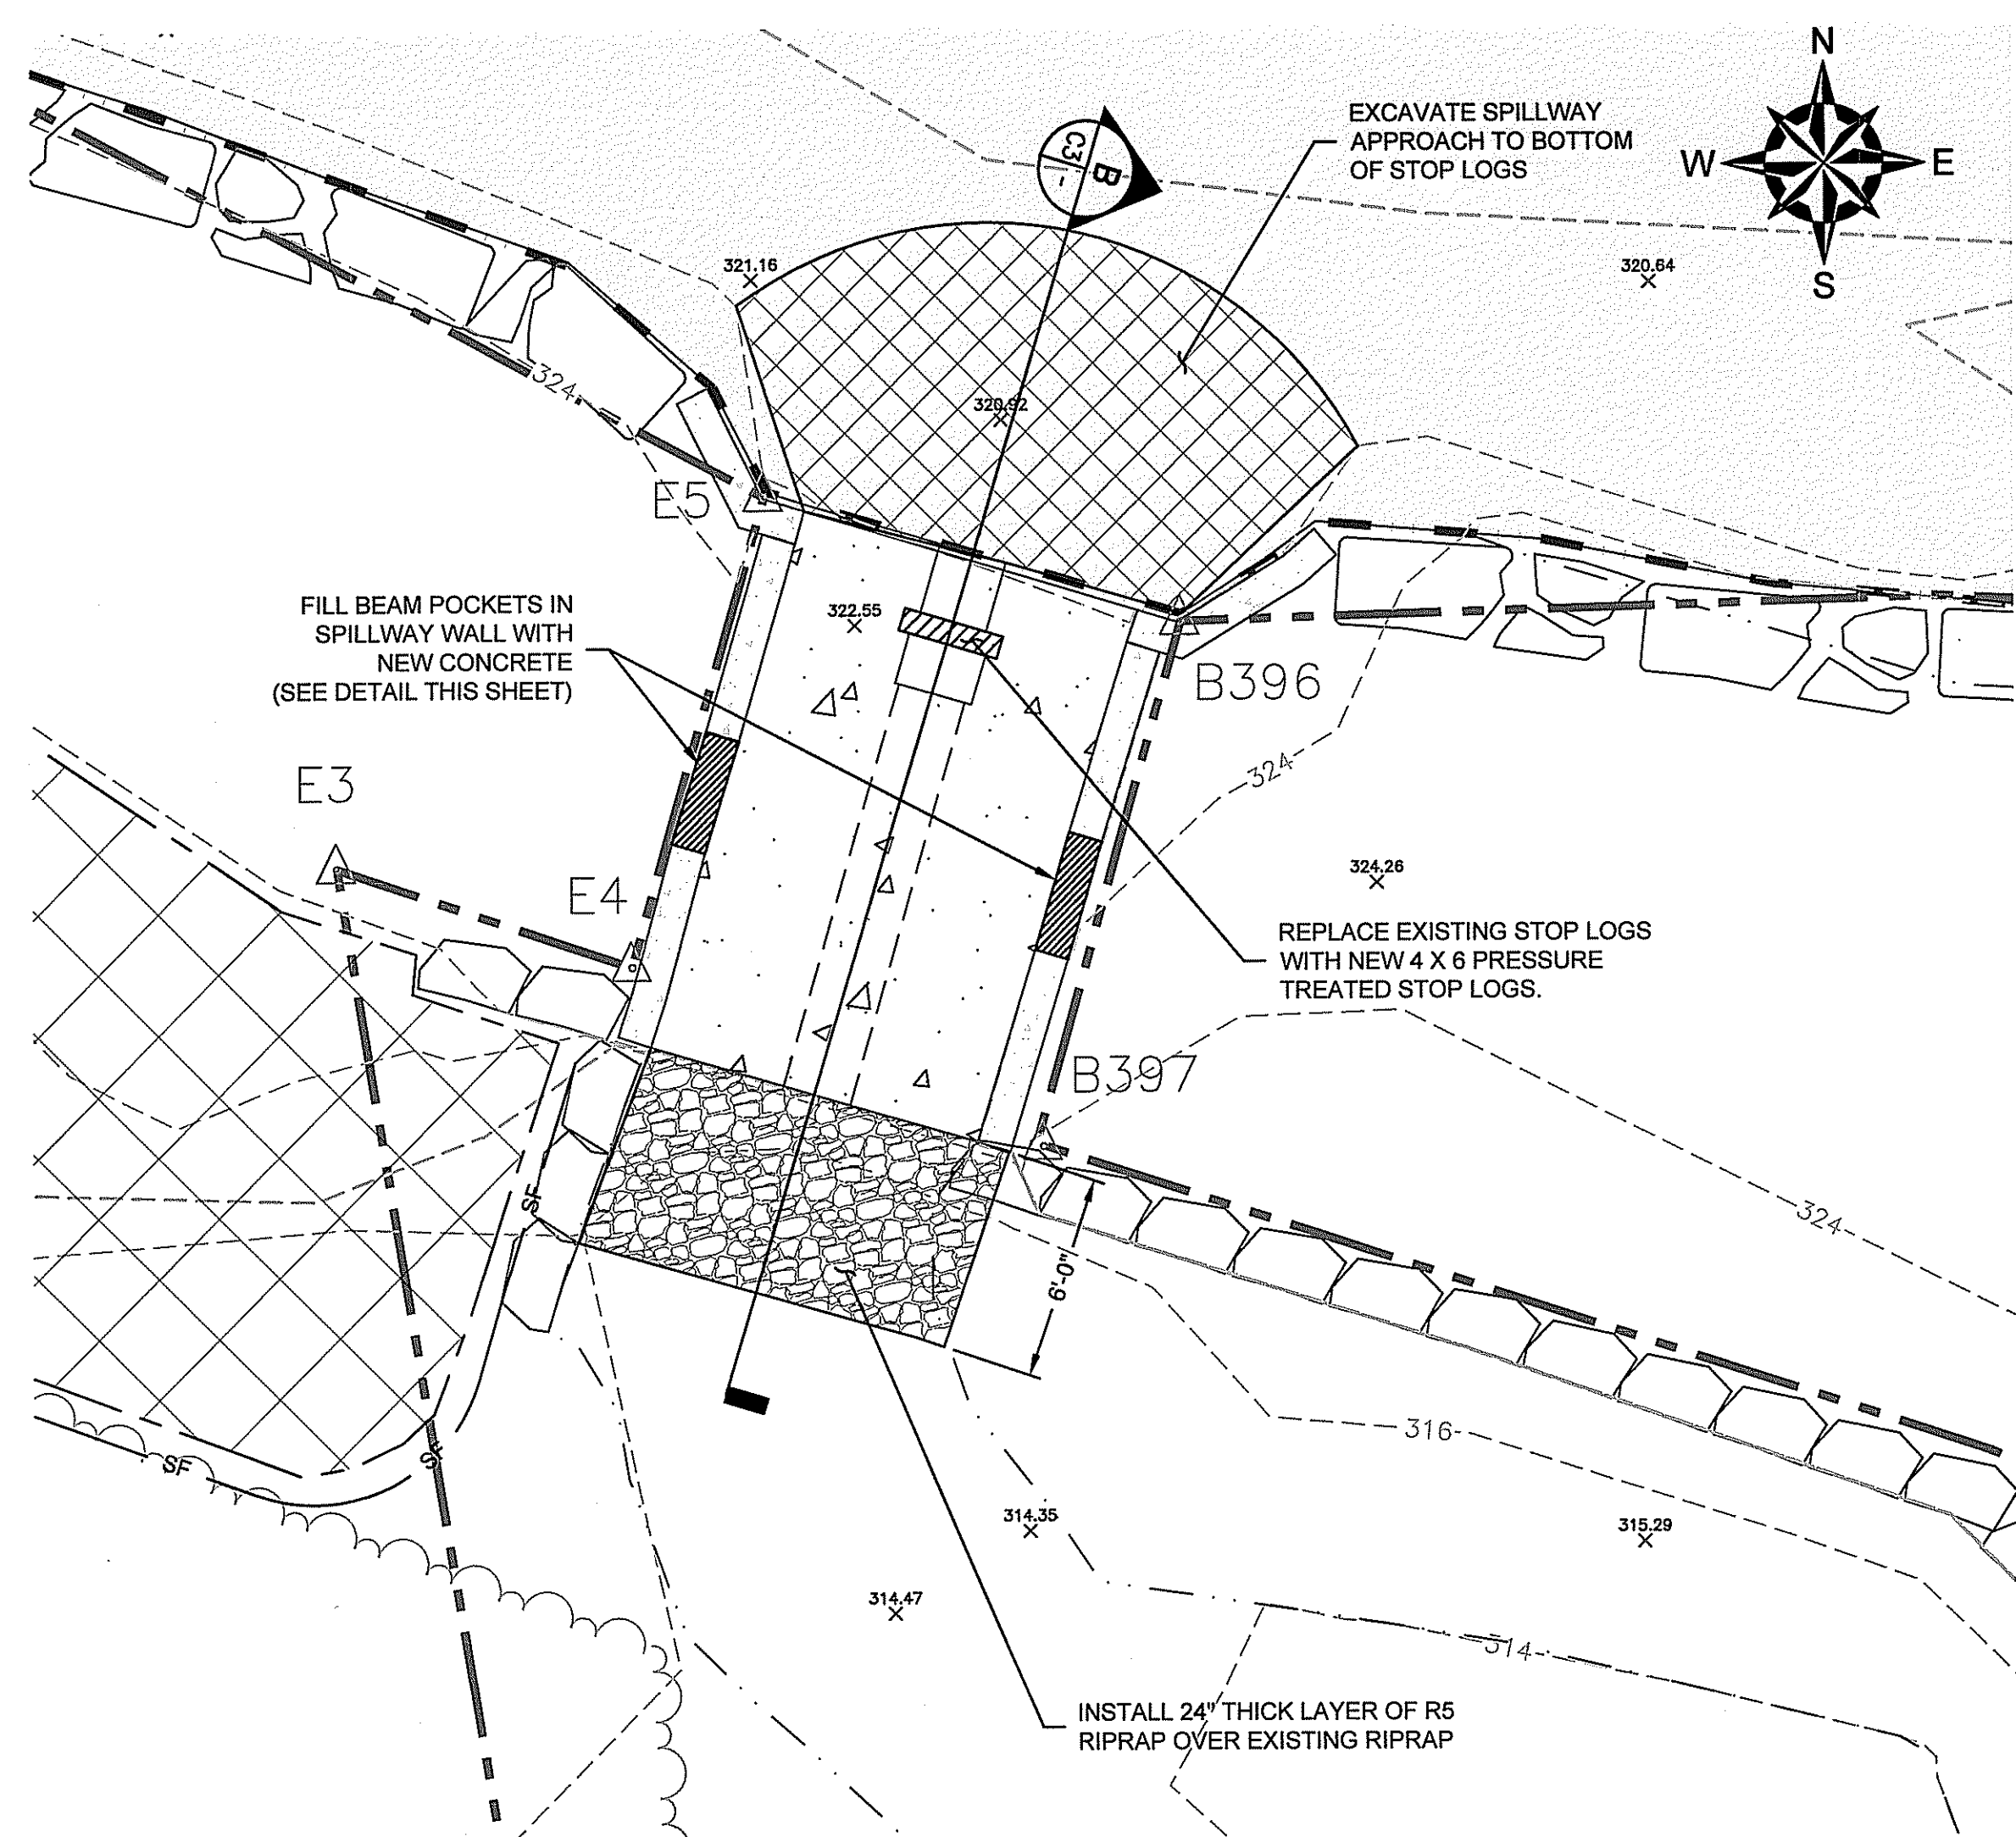 N
W
E
S
EXCAVATE SPILLWAY
APPROACH TO BOTTOM
OF STOP LOGS
B
C3
-
321.16
320.64
320.92
324
E5
322.55
FILL BEAM POCKETS IN
SPILLWAY WALL WITH
NEW CONCRETE
(SEE DETAIL THIS SHEET)
B396
324
E3
E4
324.26
REPLACE EXISTING STOP LOGS
WITH NEW 4 X 6 PRESSURE
TREATED STOP LOGS.
B397
SF
324
6'-0"
316
SF
SF
314.35
315.29
314.47
314
INSTALL 24" THICK LAYER OF R5
RIPRAP OVER EXISTING RIPRAP